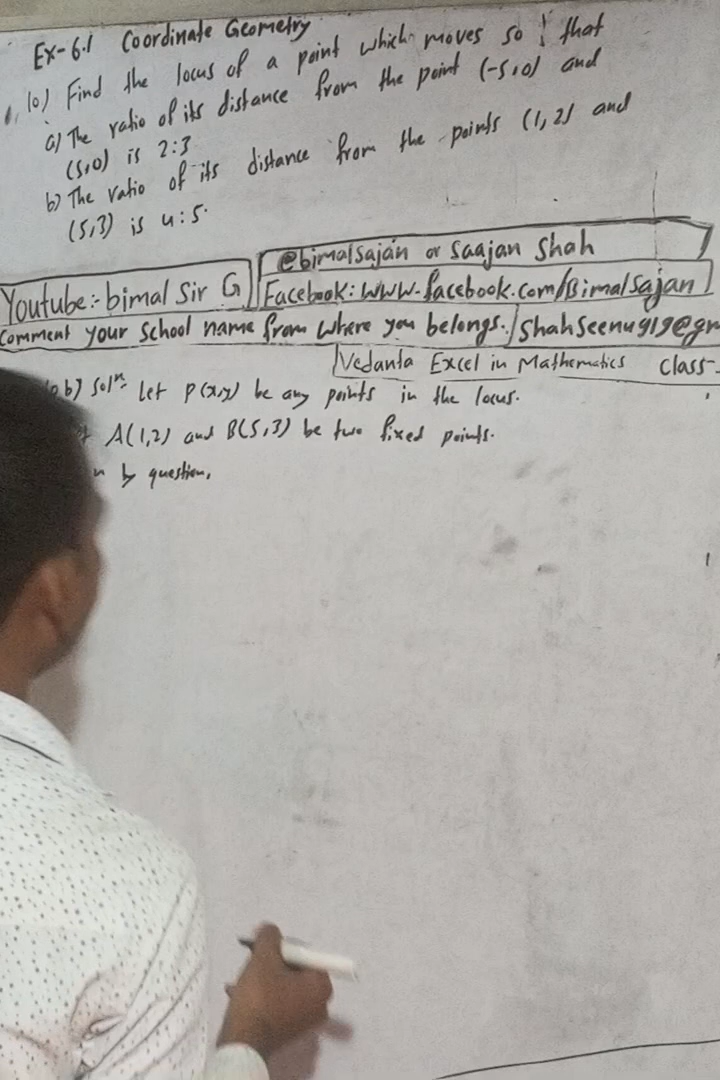 Ex-6.1 Coordinate Geometry
10) Find the locus of a point which moves so that
a) The ratio of its distance from the point (-5,0) and
(5,0) is 2:3
b) The ratio of its distance from the points (1,2) and
(5,3) is 4:5.
@bimalsajan or Saajan Shah
Youtube:- bimal Sir G
Facebook: www.facebook.com/Bimalsajan
Comment your School name from where you belongs.
Shahseenu919@gm
Vedanta Excel in Mathematics Class-
b) Solⁿ: Let P(x,y) be any points in the locus.
A(1,2) and B(5,3) be two fixed points.
by question,